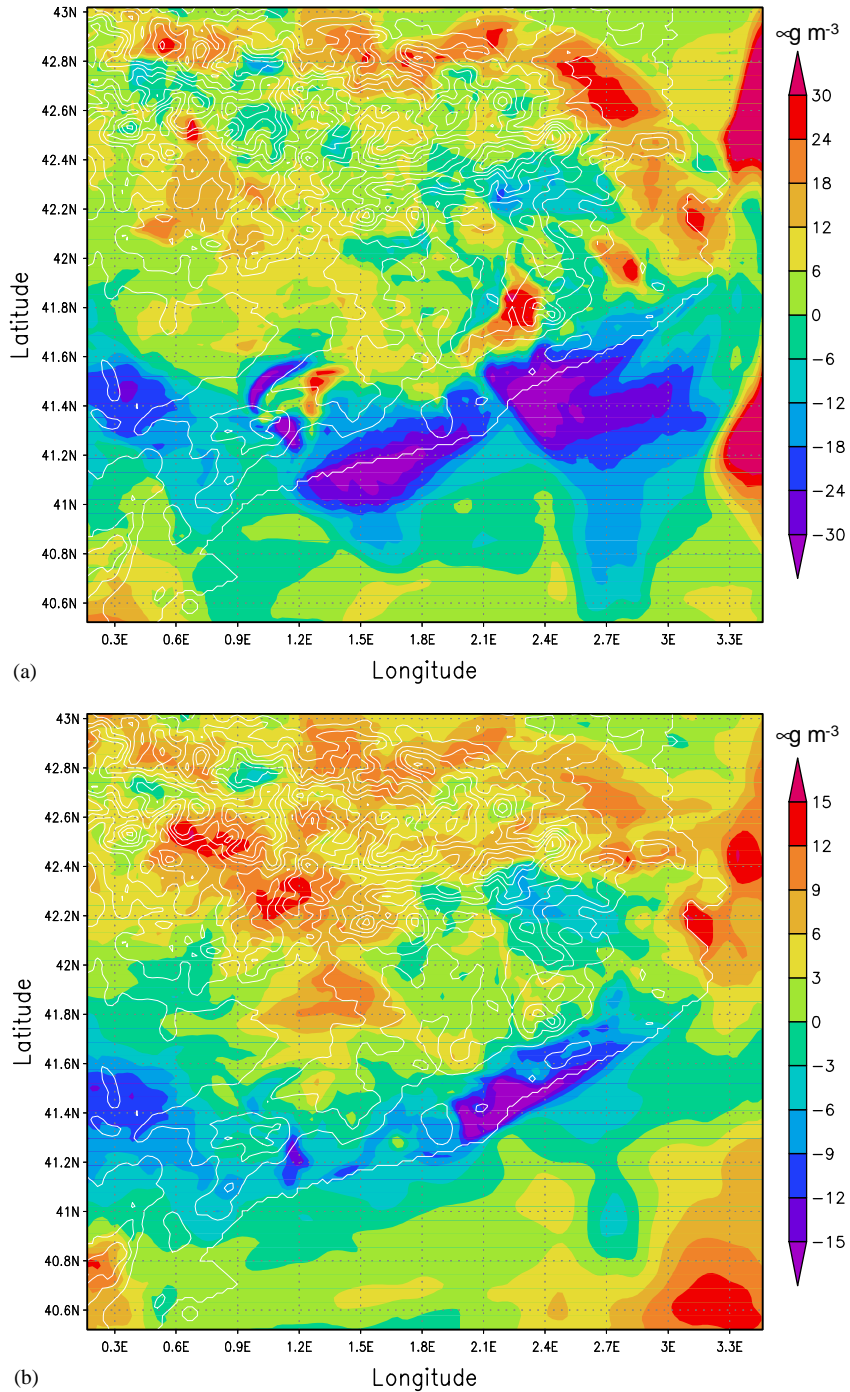 ∝g m-3
43N
42.8N
42.6N
42.4N
42.2N
42N
41.8N
41.6N
41.4N
41.2N
41N
40.8N
40.6N
Latitude
30
24
18
12
6
0
−6
−12
−18
−24
−30
0.3E 0.6E 0.9E 1.2E 1.5E 1.8E 2.1E 2.4E 2.7E 3E 3.3E
Longitude
(a)
∝g m-3
43N
42.8N
42.6N
42.4N
42.2N
42N
41.8N
41.6N
41.4N
41.2N
41N
40.8N
40.6N
Latitude
15
12
9
6
3
0
−3
−6
−9
−12
−15
0.3E 0.6E 0.9E 1.2E 1.5E 1.8E 2.1E 2.4E 2.7E 3E 3.3E
Longitude
(b)